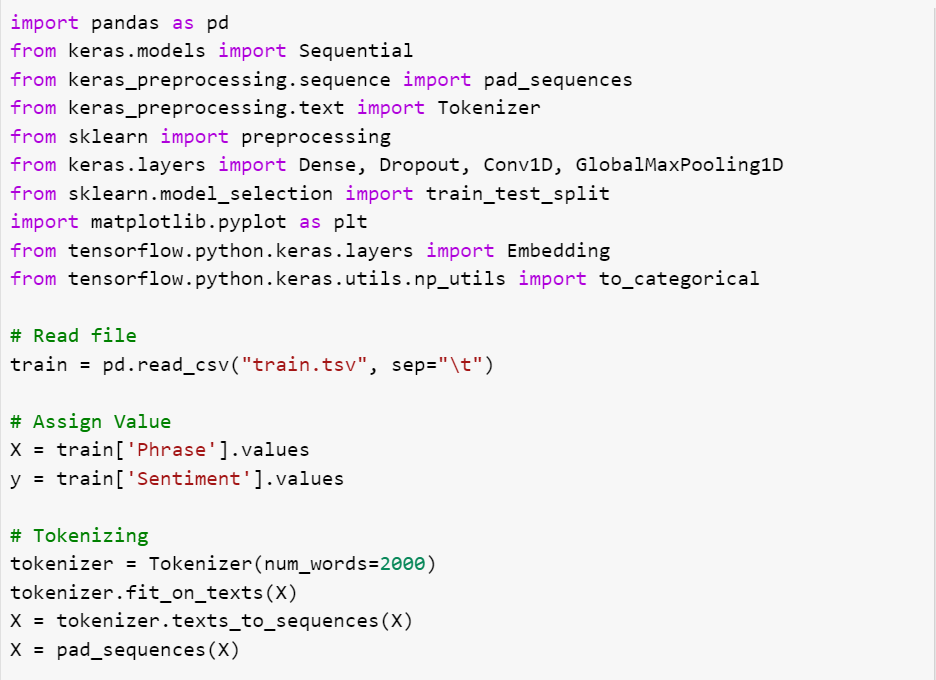 import pandas as pd
from keras.models import Sequential
from keras_preprocessing.sequence import pad_sequences
from keras_preprocessing.text import Tokenizer
from sklearn import preprocessing
from keras.layers import Dense, Dropout, Conv1D, GlobalMaxPooling1D
from sklearn.model_selection import train_test_split
import matplotlib.pyplot as plt
from tensorflow.python.keras.layers import Embedding
from tensorflow.python.keras.utils.np_utils import to_categorical
# Read file
train = pd.read_csv("train.tsv", sep="\t")
# Assign Value
X = train['Phrase'].values
y = train['Sentiment'].values
# Tokenizing
tokenizer = Tokenizer(num_words=2000)
tokenizer.fit_on_texts(X)
X = tokenizer.texts_to_sequences(X)
X = pad_sequences(X)